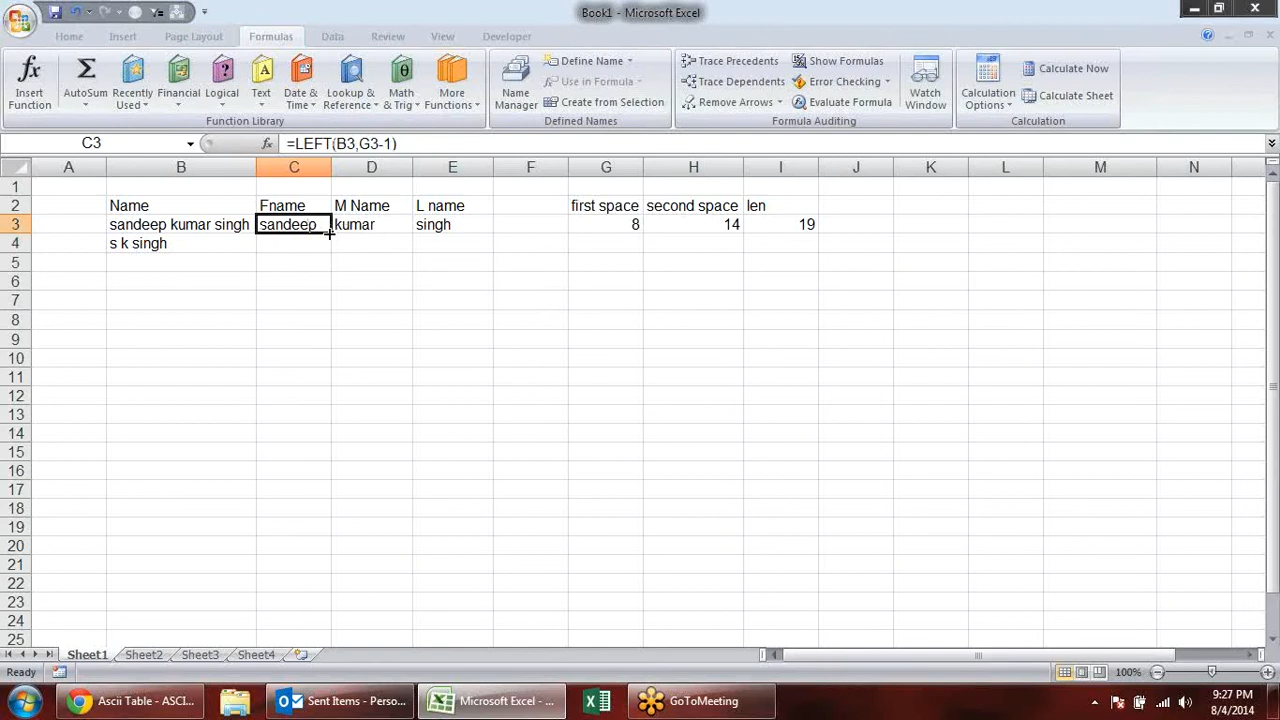 Book1 - Microsoft Excel
Home Insert Page Layout Formulas Data Review View Developer
fx Σ A θ
Insert Function
AutoSum
Recently Used
Financial
Logical
Text
Date & Time
Lookup & Reference
Math & Trig
More Functions
Function Library
Name Manager
Define Name
Use in Formula
Create from Selection
Defined Names
Trace Precedents
Trace Dependents
Remove Arrows
Show Formulas
Error Checking
Evaluate Formula
Formula Auditing
Watch Window
Calculation Options
Calculate Now
Calculate Sheet
Calculation
C3 fx =LEFT(B3,G3-1)
A B C D E F G H I J K L M N
1
2 Name Fname M Name L name first space second space len
3 sandeep kumar singh sandeep kumar singh 8 14 19
4 s k singh
5
6
7
8
9
10
11
12
13
14
15
16
17
18
19
20
21
22
23
24
25
Sheet1 Sheet2 Sheet3 Sheet4
Ready 100%
Ascii Table - ASCI... Sent Items - Perso... Microsoft Excel - ... GoToMeeting
9:27 PM
8/4/2014